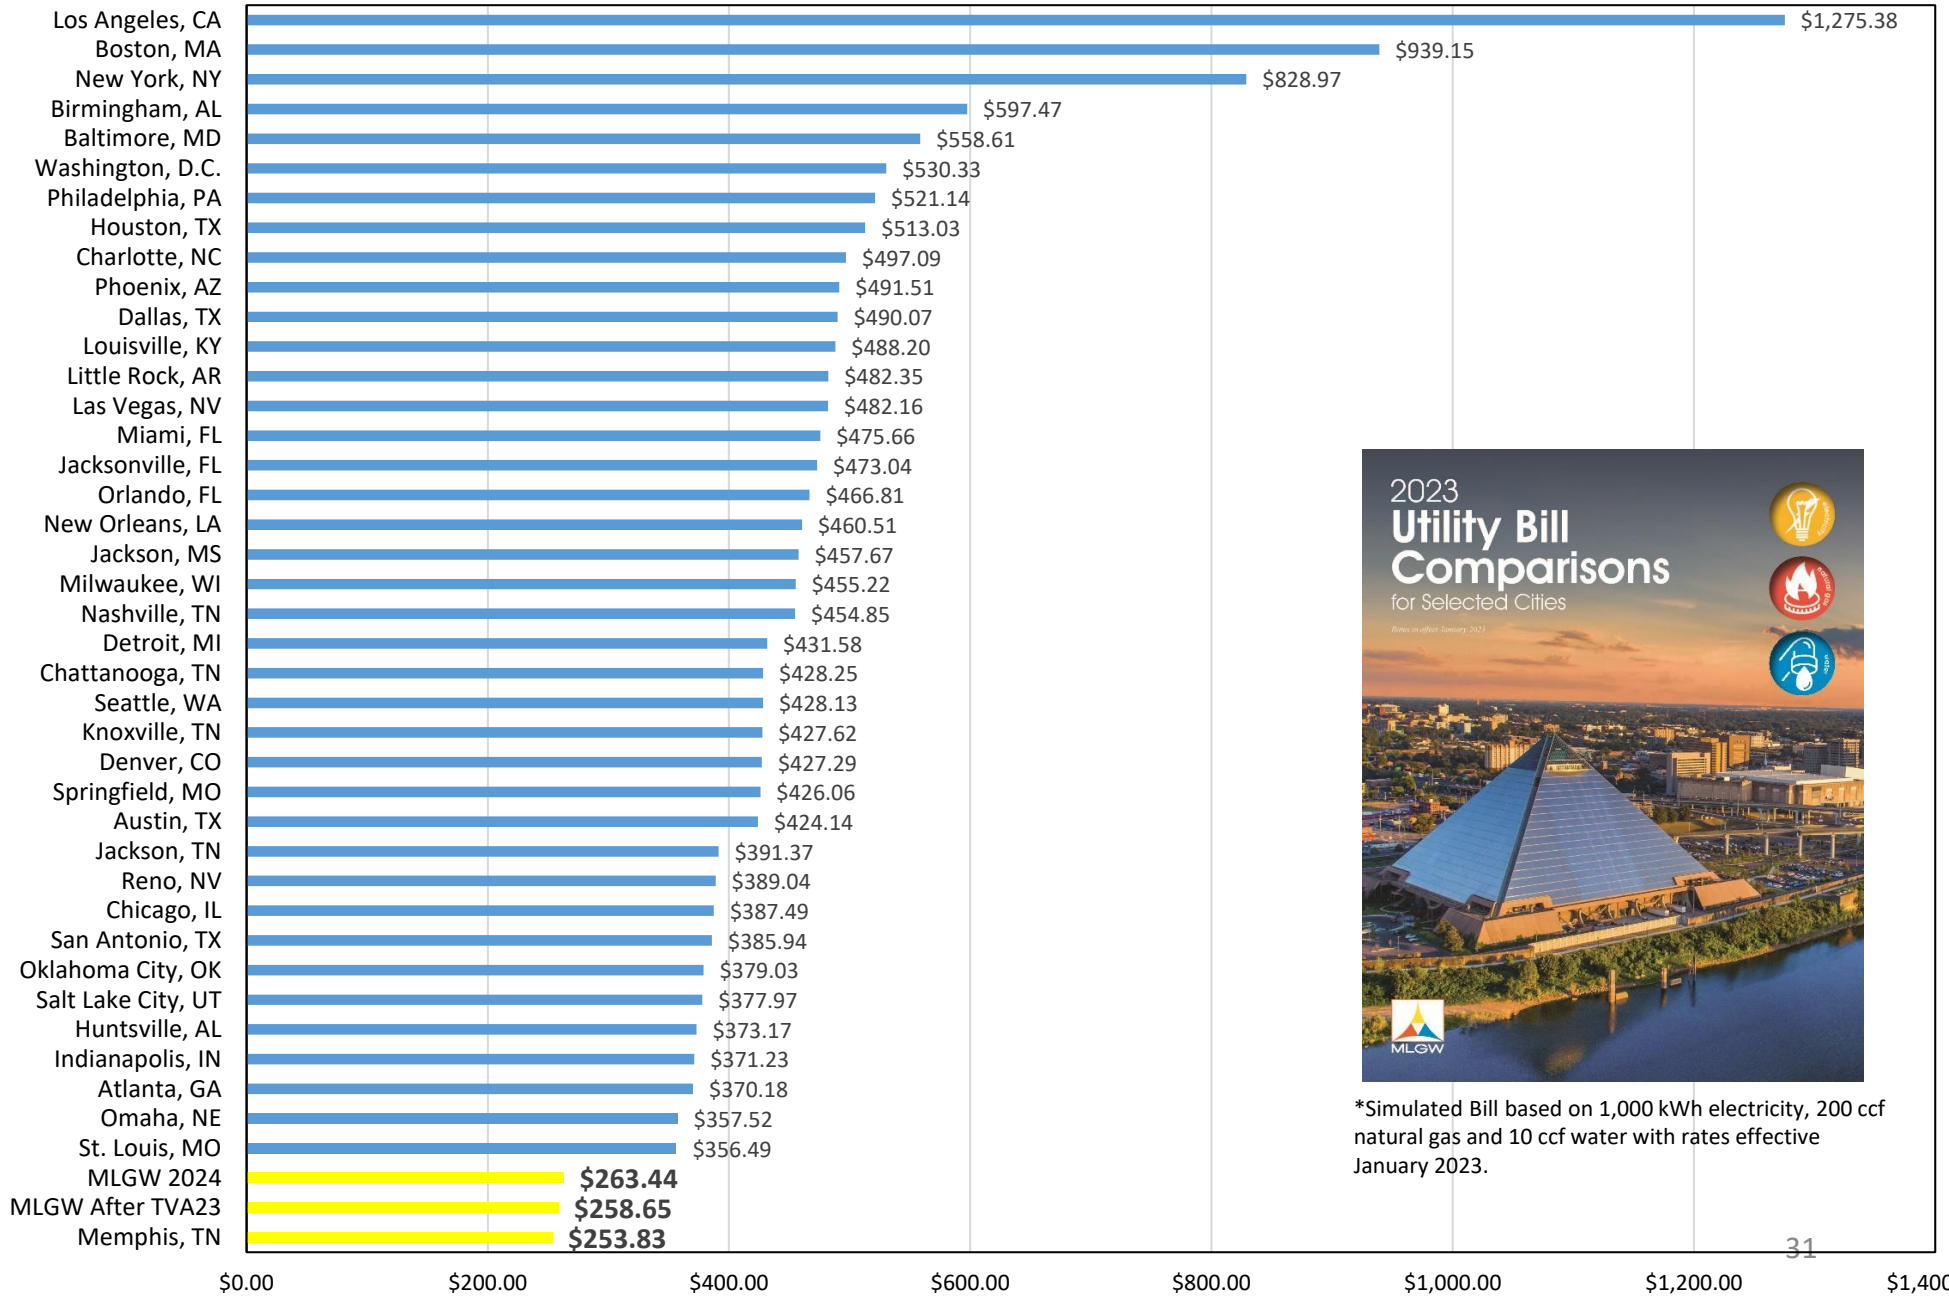 Los Angeles, CA $1,275.38
Boston, MA $939.15
New York, NY $828.97
Birmingham, AL $597.47
Baltimore, MD $558.61
Washington, D.C. $530.33
Philadelphia, PA $521.14
Houston, TX $513.03
Charlotte, NC $497.09
Phoenix, AZ $491.51
Dallas, TX $490.07
Louisville, KY $488.20
Little Rock, AR $482.35
Las Vegas, NV $482.16
Miami, FL $475.66
Jacksonville, FL $473.04
Orlando, FL $466.81
New Orleans, LA $460.51
Jackson, MS $457.67
Milwaukee, WI $455.22
Nashville, TN $454.85
Detroit, MI $431.58
Chattanooga, TN $428.25
Seattle, WA $428.13
Knoxville, TN $427.62
Denver, CO $427.29
Springfield, MO $426.06
Austin, TX $424.14
Jackson, TN $391.37
Reno, NV $389.04
Chicago, IL $387.49
San Antonio, TX $385.94
Oklahoma City, OK $379.03
Salt Lake City, UT $377.97
Huntsville, AL $373.17
Indianapolis, IN $371.23
Atlanta, GA $370.18
Omaha, NE $357.52
St. Louis, MO $356.49
MLGW 2024 $263.44
MLGW After TVA23 $258.65
Memphis, TN $253.83
$0.00 $200.00 $400.00 $600.00 $800.00 $1,000.00 $1,200.00 $1,400
2023
Utility Bill
Comparisons
for Selected Cities
Rates in effect January 2023
electricity
natural gas
water
MLGW
*Simulated Bill based on 1,000 kWh electricity, 200 ccf
natural gas and 10 ccf water with rates effective
January 2023.
31